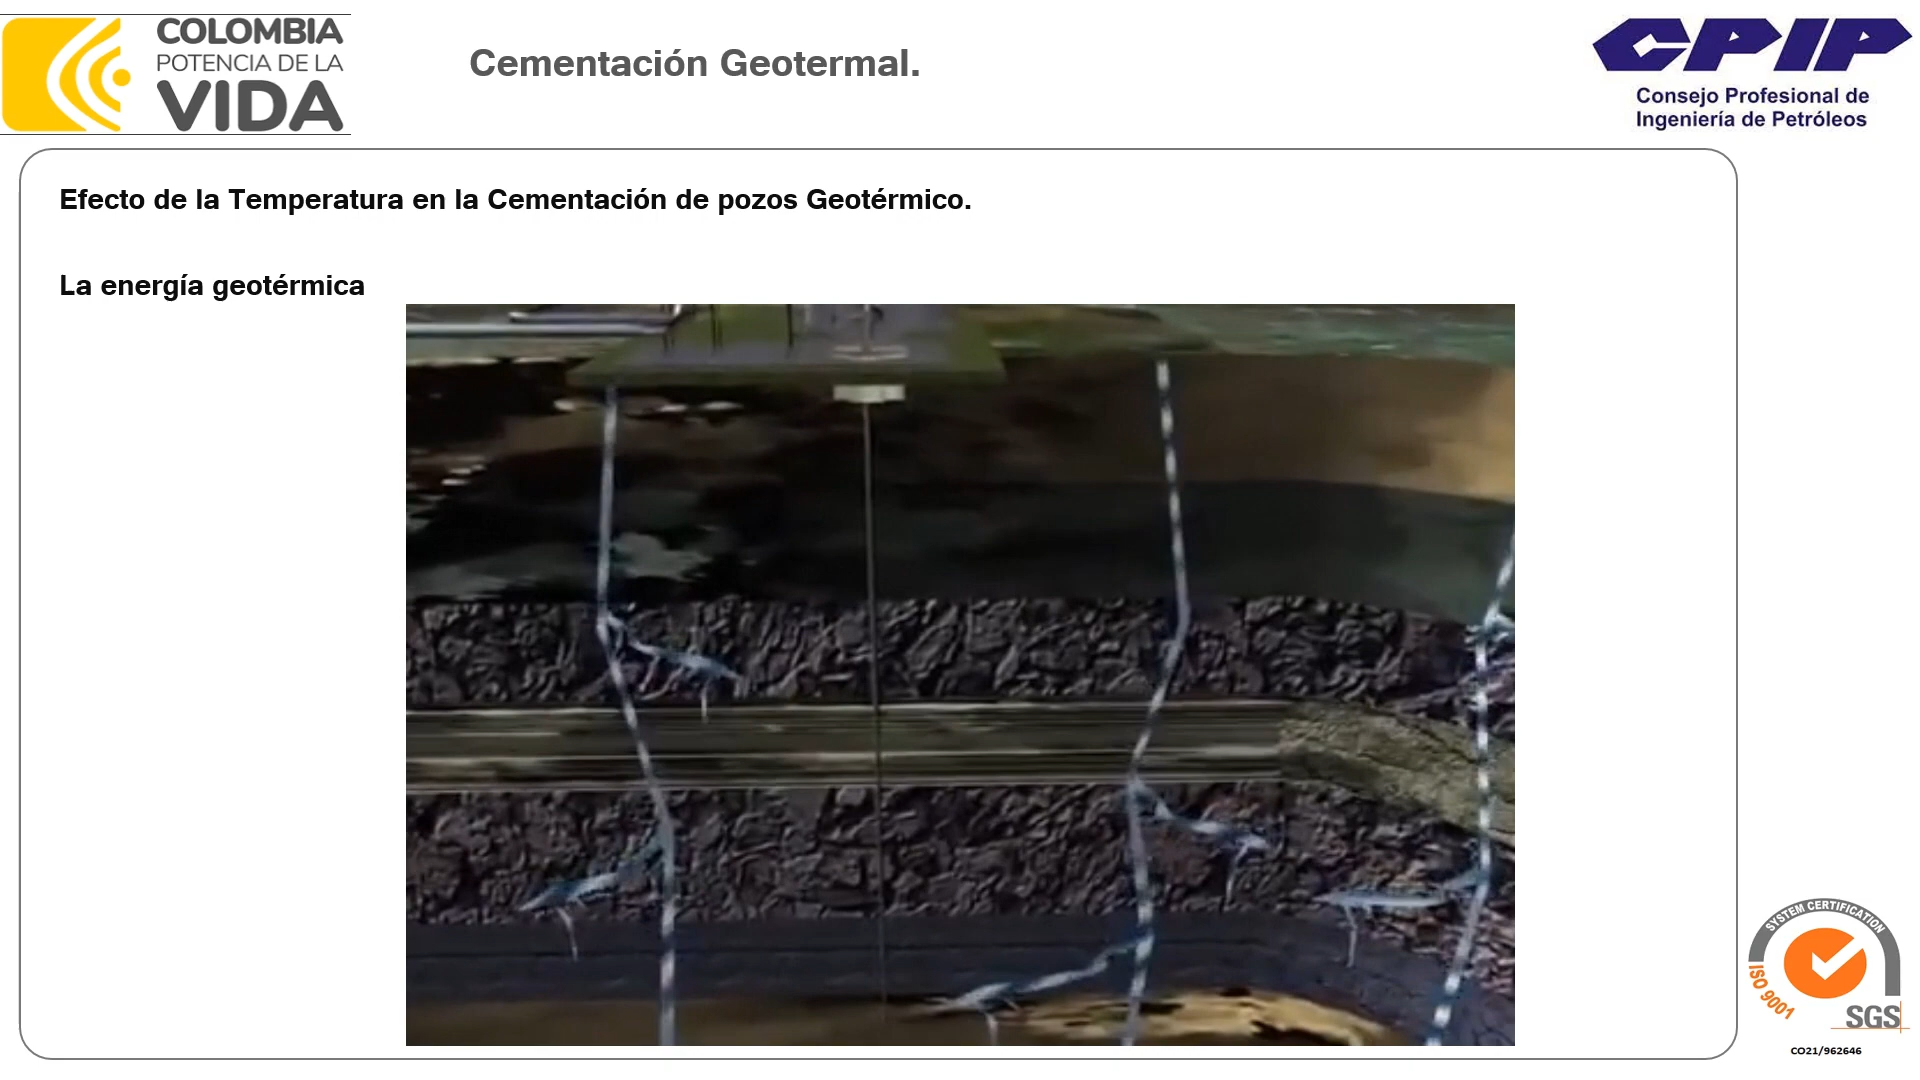 COLOMBIA
POTENCIA DE LA
VIDA
Cementación Geotermal.
CPIP
Consejo Profesional de
Ingeniería de Petróleos
Efecto de la Temperatura en la Cementación de pozos Geotérmico.
La energía geotérmica
SYSTEM CERTIFICATION
ISO 9001
SGS
CO21/962646